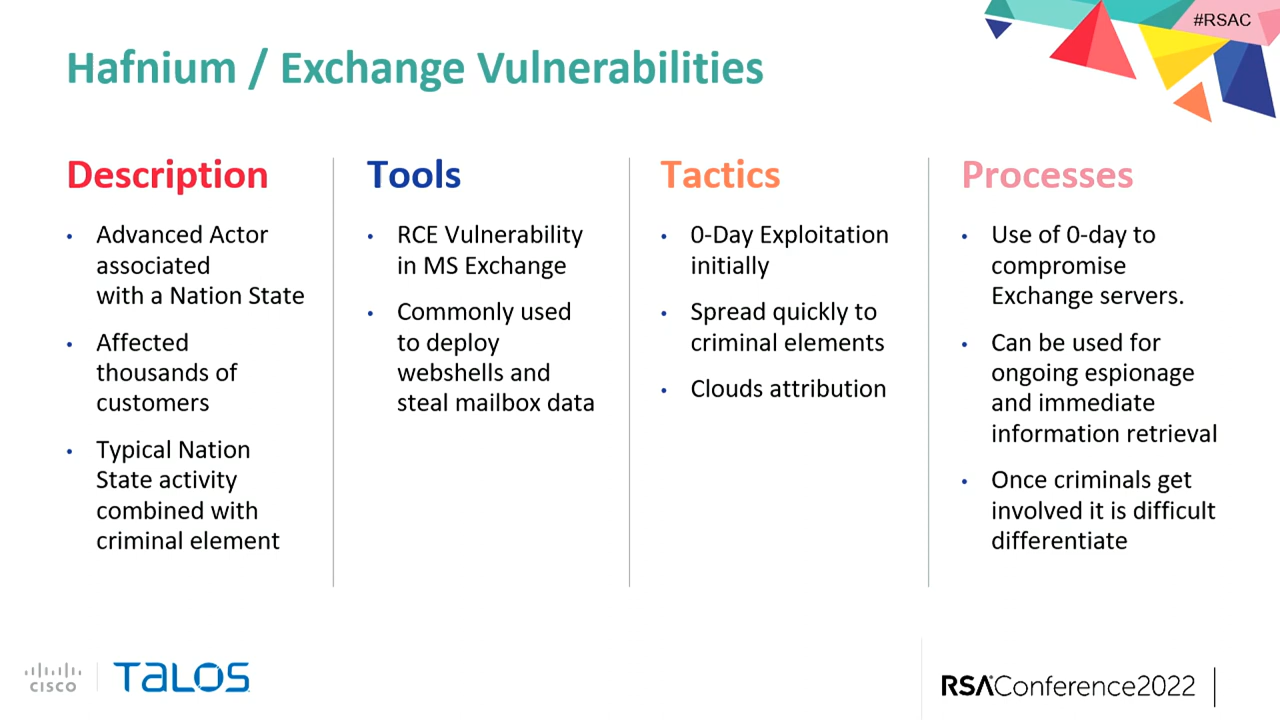 #RSAC
Hafnium / Exchange Vulnerabilities
Description
• Advanced Actor
associated
with a Nation State
• Affected
thousands of
customers
• Typical Nation
State activity
combined with
criminal element
Tools
• RCE Vulnerability
in MS Exchange
• Commonly used
to deploy
webshells and
steal mailbox data
Tactics
• 0-Day Exploitation
initially
• Spread quickly to
criminal elements
• Clouds attribution
Processes
• Use of 0-day to
compromise
Exchange servers.
• Can be used for
ongoing espionage
and immediate
information retrieval
• Once criminals get
involved it is difficult
differentiate
CISCO
TALOS
RSAConference2022